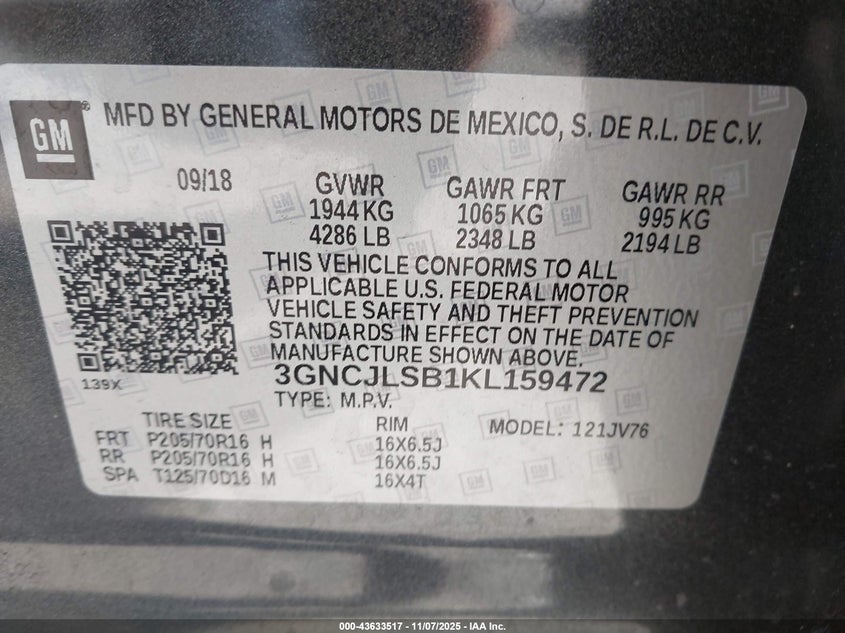 GM ® MFD BY GENERAL MOTORS DE MEXICO, S. DE R.L. DE C.V.
09/18 GVWR GAWR FRT GAWR RR
1944 KG 1065 KG 995 KG
4286 LB 2348 LB 2194 LB
THIS VEHICLE CONFORMS TO ALL
APPLICABLE U.S. FEDERAL MOTOR
VEHICLE SAFETY AND THEFT PREVENTION
STANDARDS IN EFFECT ON THE DATE OF
MANUFACTURE SHOWN ABOVE.
139X 3GNCJLSB1KL159472
TYPE: M.P.V.
TIRE SIZE RIM MODEL: 121JV76
FRT P205/70R16 H 16X6.5J
RR P205/70R16 H 16X6.5J
SPA T125/70D16 M 16X4T
000-43633517 - 11/07/2025 - IAA Inc.